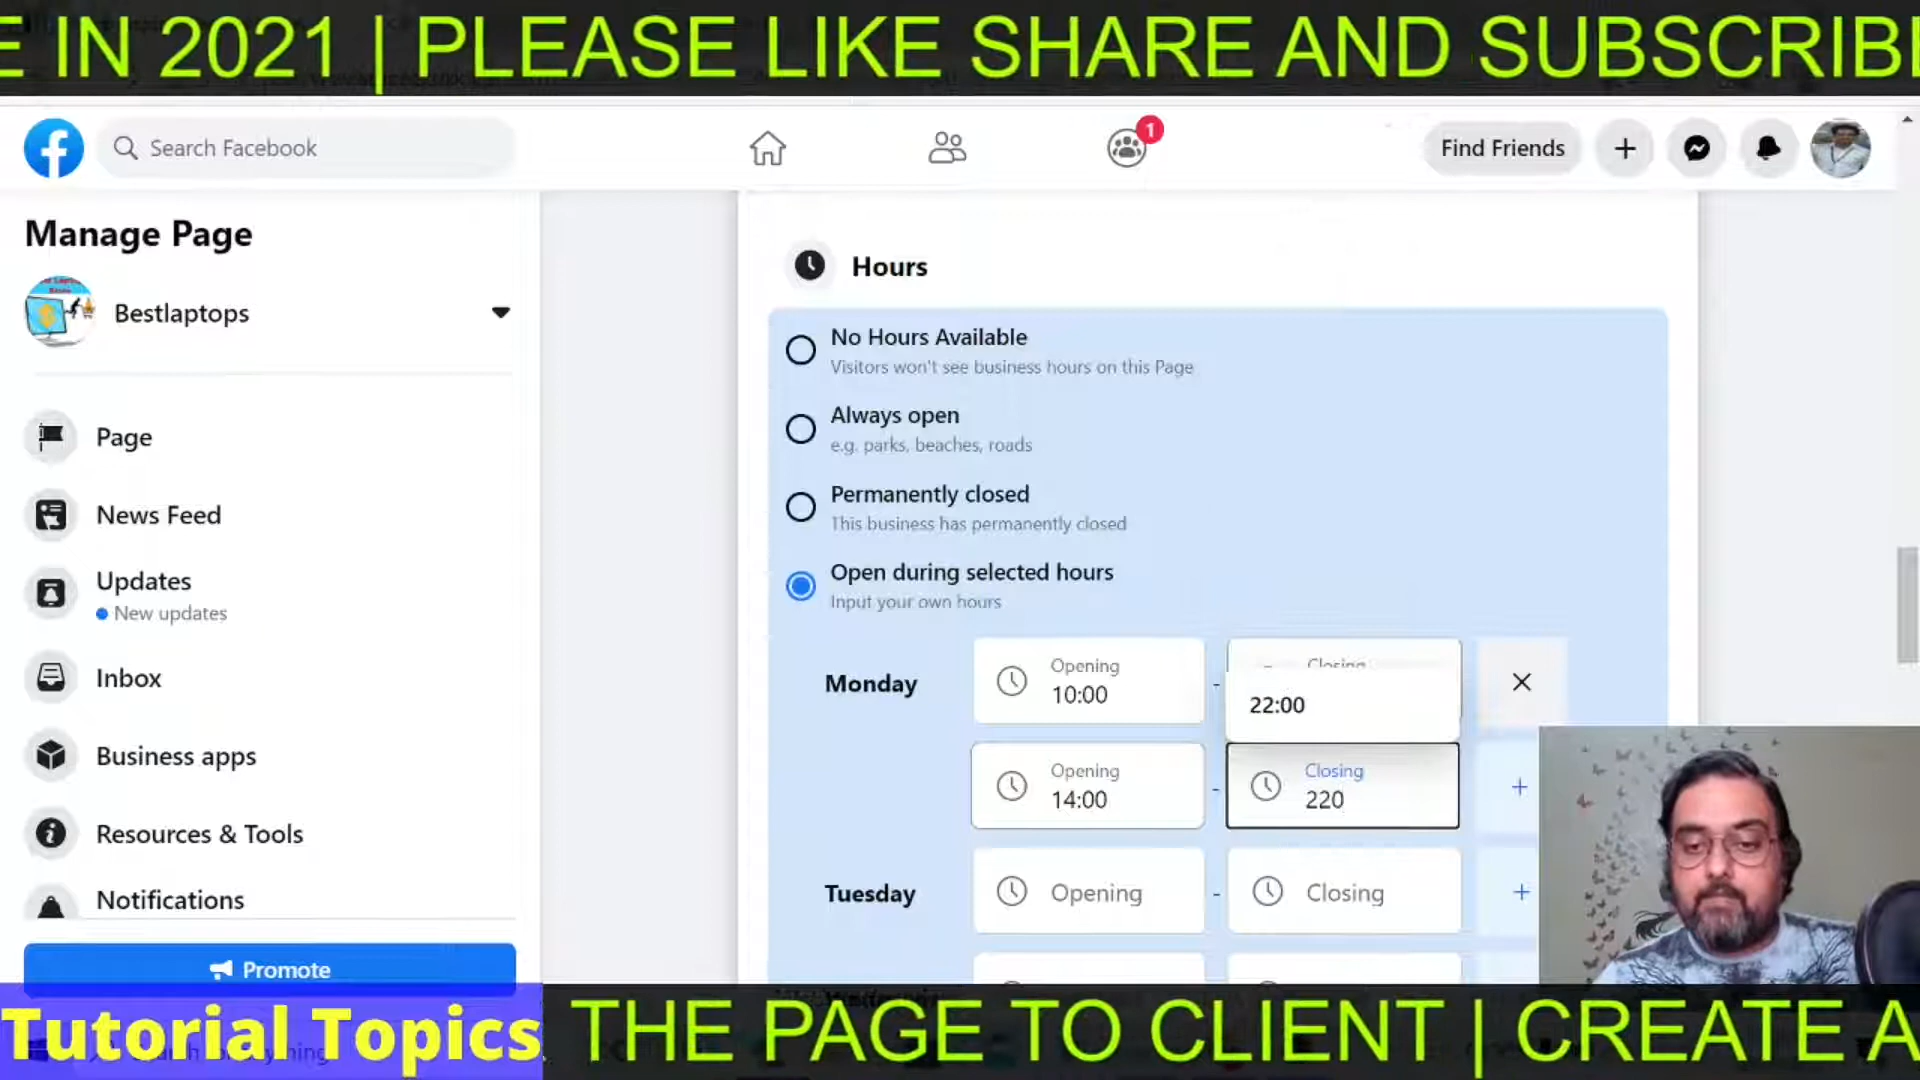 E IN 2021 | PLEASE LIKE SHARE AND SUBSCRIBE
Search Facebook
1
Find Friends
Manage Page
Bestlaptops
Page
News Feed
Updates
New updates
Inbox
Business apps
Resources & Tools
Notifications
Promote
Hours
No Hours Available
Visitors won't see business hours on this Page
Always open
e.g. parks, beaches, roads
Permanently closed
This business has permanently closed
Open during selected hours
Input your own hours
Monday
Opening
10:00
-
Closing
22:00
Opening
14:00
-
Closing
220
+
Tuesday
Opening
-
Closing
+
Tutorial Topics
THE PAGE TO CLIENT | CREATE A